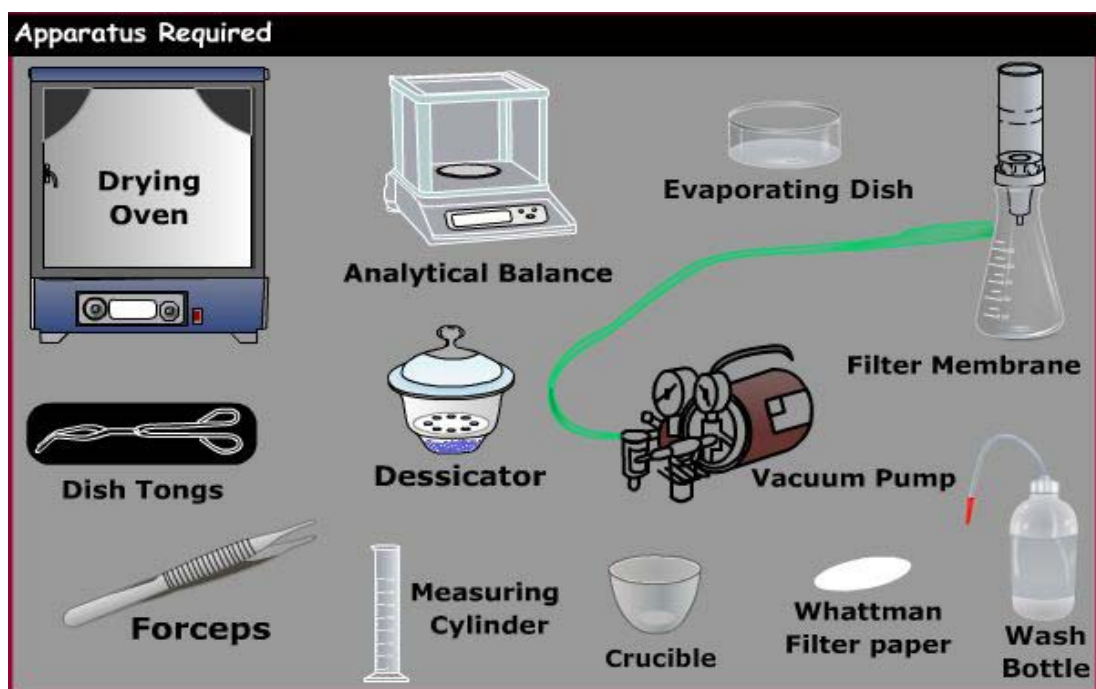 Apparatus Required
Drying
Oven
Analytical Balance
Evaporating Dish
Filter Membrane
Dish Tongs
Dessicator
Vacuum Pump
Forceps
Measuring
Cylinder
Crucible
Whattman
Filter paper
Wash
Bottle